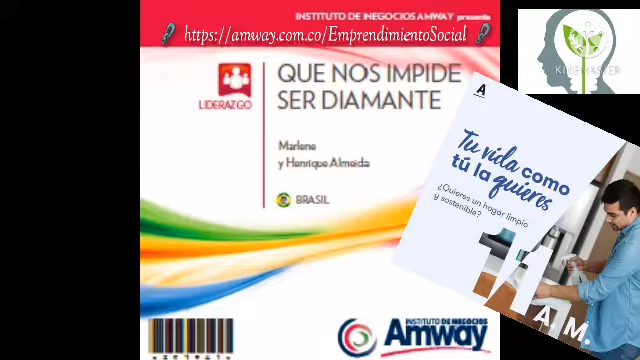 INSTITUTO DE NEGOCIOS AMWAY presenta
https://amway.com.co/EmprendimientoSocial
KINEMASTER
QUE NOS IMPIDE
SER DIAMANTE
LIDERAZGO
Marlene
y Henrique Almeida
BRASIL
A
Tu vida como
tú la quieres
¿Quieres un hogar limpio
y sostenible?
A. M.
INSTITUTO DE NEGOCIOS
Amway